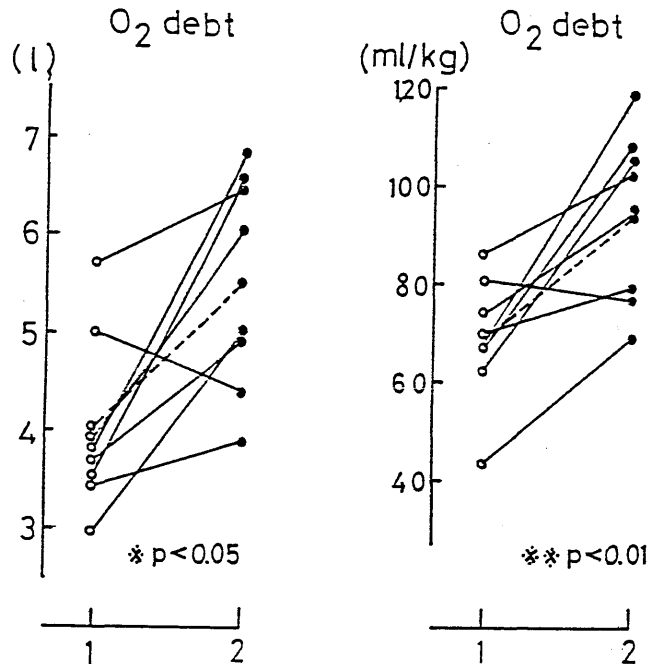 O₂ debt
(l)
7
6
5
4
3
※ p<0.05
1 2
O₂ debt
(ml/kg)
120
100
80
60
40
※※ p<0.01
1 2